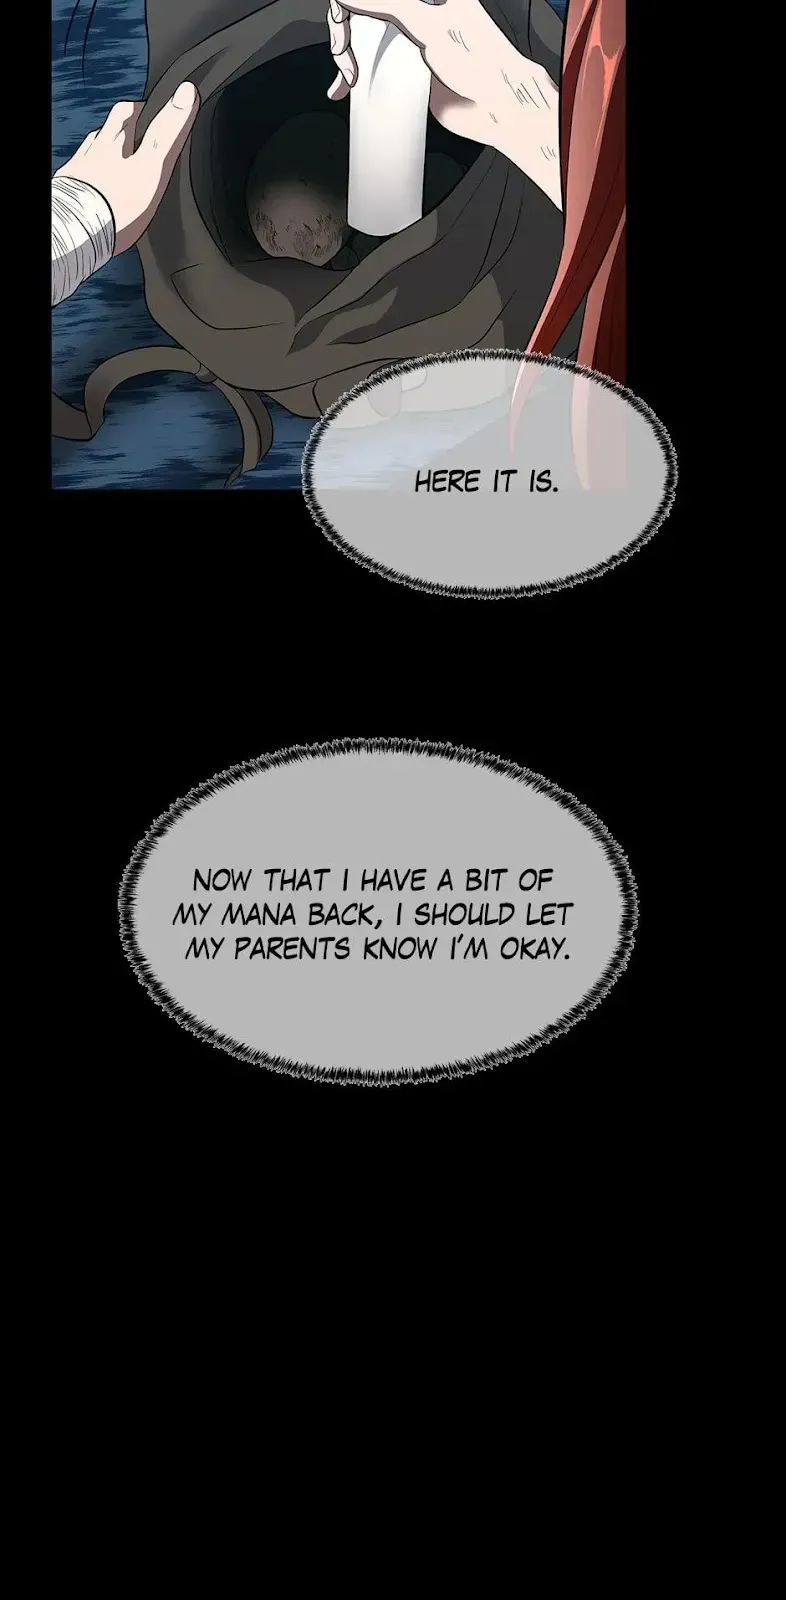 HERE IT IS.
NOW THAT I HAVE A BIT OF
MY MANA BACK, I SHOULD LET
MY PARENTS KNOW I'M OKAY.